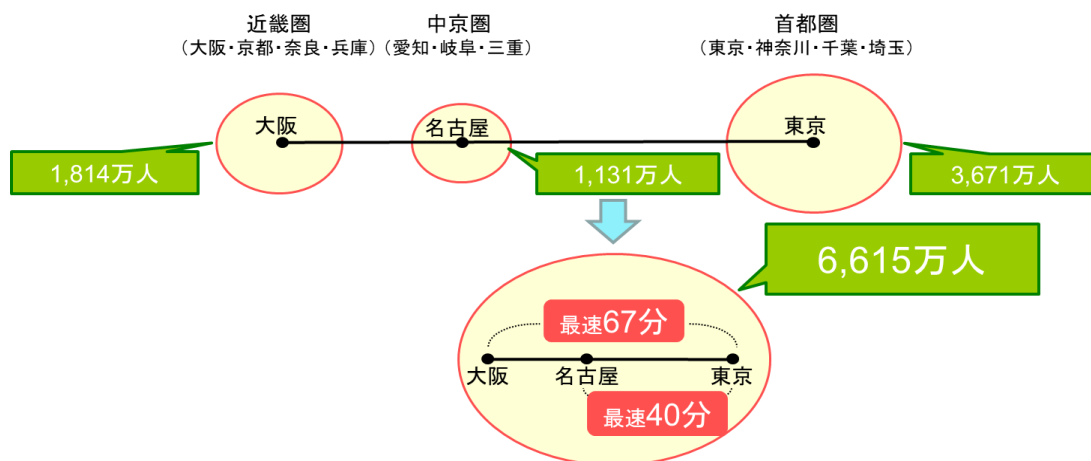 近畿圏
（大阪・京都・奈良・兵庫）
中京圏
（愛知・岐阜・三重）
首都圏
（東京・神奈川・千葉・埼玉）
大阪
名古屋
東京
1,814万人
1,131万人
3,671万人
6,615万人
最速67分
大阪
名古屋
東京
最速40分